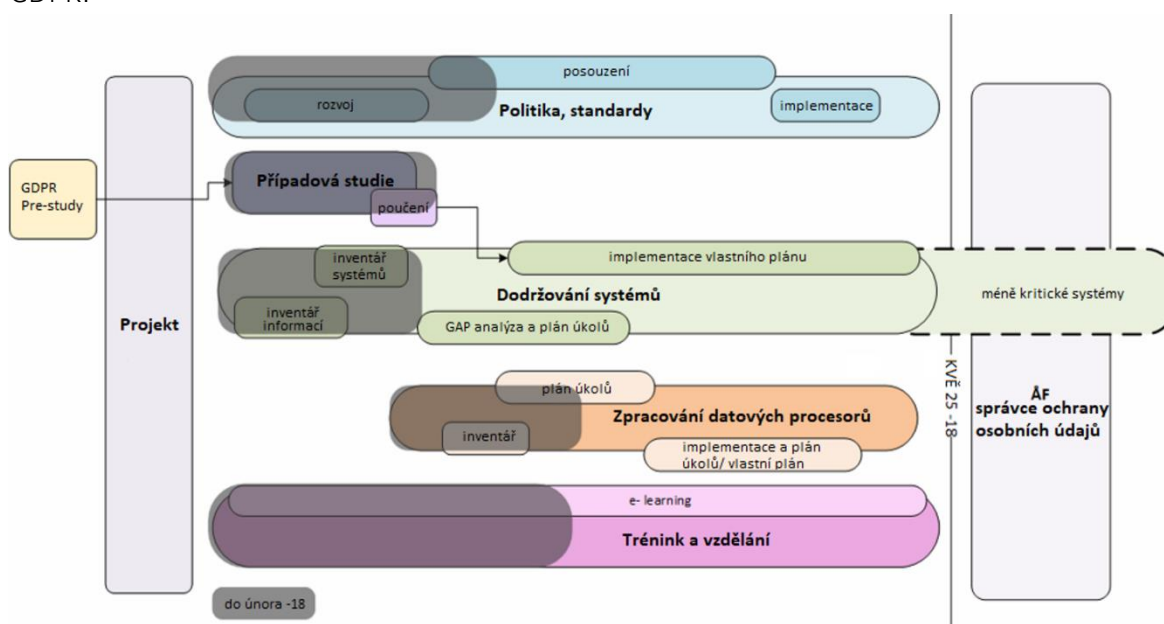 GDPR.
posouzení
rozvoj
Politika, standardy
implementace
GDPR
Pre-study
Případová studie
poučení
inventář
systémů
implementace vlastního plánu
Dodržování systémů
méně kritické systémy
inventář
informací
GAP analýza a plán úkolů
Projekt
KVĚ 25 -18
ÅF
správce ochrany
osobních údajů
plán úkolů
Zpracování datových procesorů
inventář
implementace a plán
úkolů/ vlastní plán
e- learning
Trénink a vzdělání
do února -18